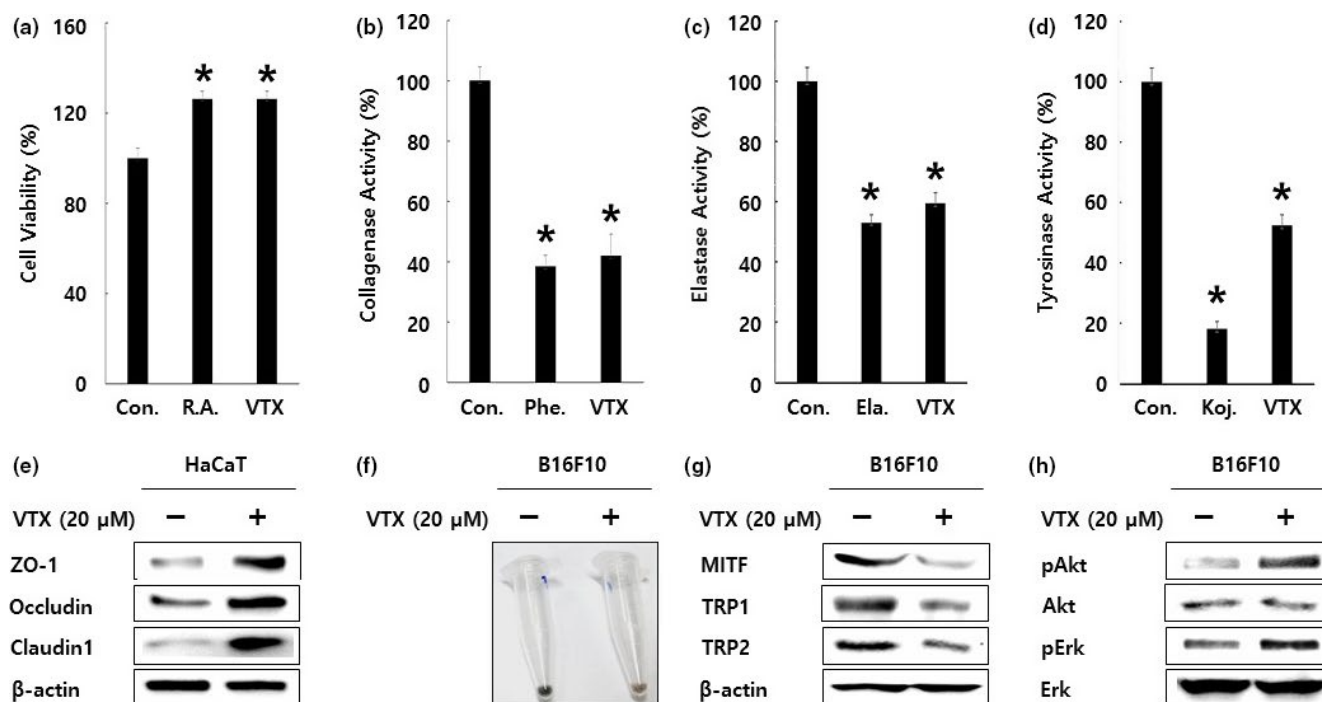 (a)
160
120
80
40
0
Cell Viability (%)
*
*
Con. R.A. VTX
(b)
120
100
80
60
40
20
0
Collagenase Activity (%)
*
*
Con. Phe. VTX
(c)
120
100
80
60
40
20
0
Elastase Activity (%)
*
*
Con. Ela. VTX
(d)
120
100
80
60
40
20
0
Tyrosinase Activity (%)
*
*
Con. Koj. VTX
(e) HaCaT
VTX (20 μM) − +
ZO-1
Occludin
Claudin1
β-actin
(f) B16F10
VTX (20 μM) − +
(g) B16F10
VTX (20 μM) − +
MITF
TRP1
TRP2
β-actin
(h) B16F10
VTX (20 μM) − +
pAkt
Akt
pErk
Erk